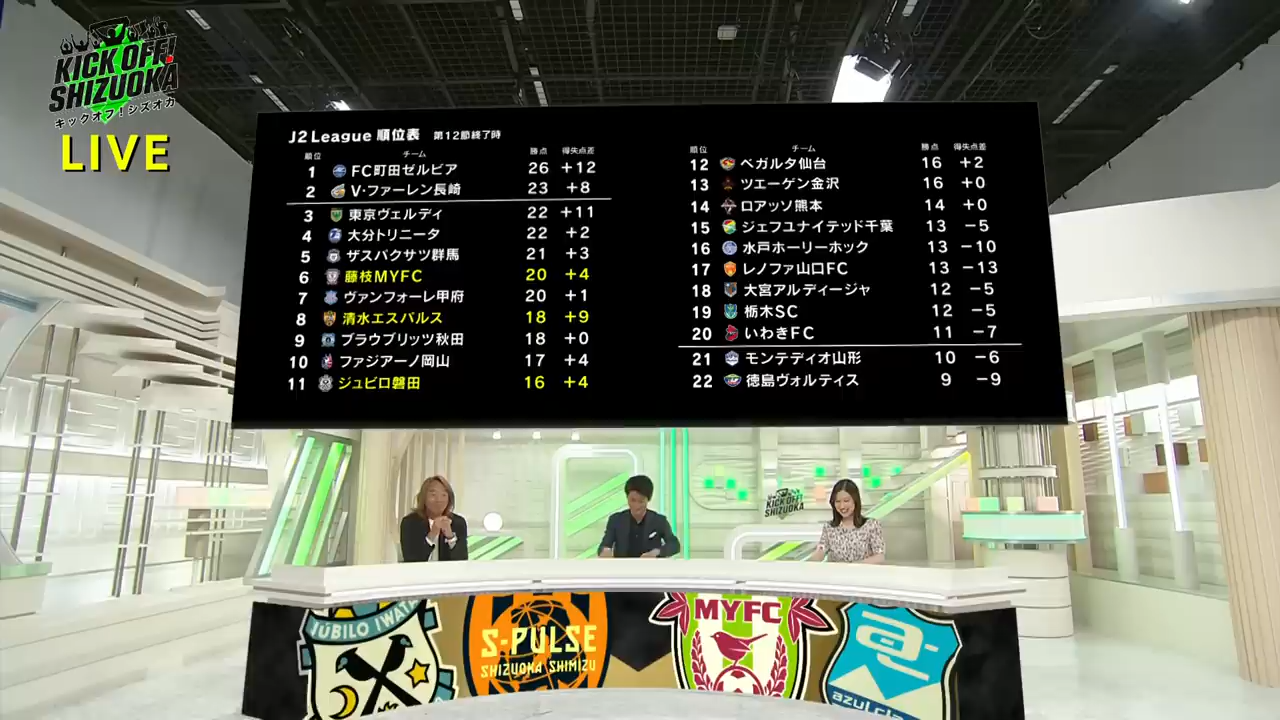 KICK OFF!
SHIZUOKA
キックオフ!シズオカ
LIVE
J2 League 順位表 第12節終了時
順位 チーム 勝点 得失点差
1 FC町田ゼルビア 26 +12
2 V・ファーレン長崎 23 +8
3 東京ヴェルディ 22 +11
4 大分トリニータ 22 +2
5 ザスパクサツ群馬 21 +3
6 藤枝MYFC 20 +4
7 ヴァンフォーレ甲府 20 +1
8 清水エスパルス 18 +9
9 ブラウブリッツ秋田 18 +0
10 ファジアーノ岡山 17 +4
11 ジュビロ磐田 16 +4
順位 チーム 勝点 得失点差
12 ベガルタ仙台 16 +2
13 ツエーゲン金沢 16 +0
14 ロアッソ熊本 14 +0
15 ジェフユナイテッド千葉 13 −5
16 水戸ホーリーホック 13 −10
17 レノファ山口FC 13 −13
18 大宮アルディージャ 12 −5
19 栃木SC 12 −5
20 いわきFC 11 −7
21 モンテディオ山形 10 −6
22 徳島ヴォルティス 9 −9
KICK OFF!
SHIZUOKA
JUBILO IWATA
S-PULSE
SHIZUOKA SHIMIZU
MYFC
ac
azul cla